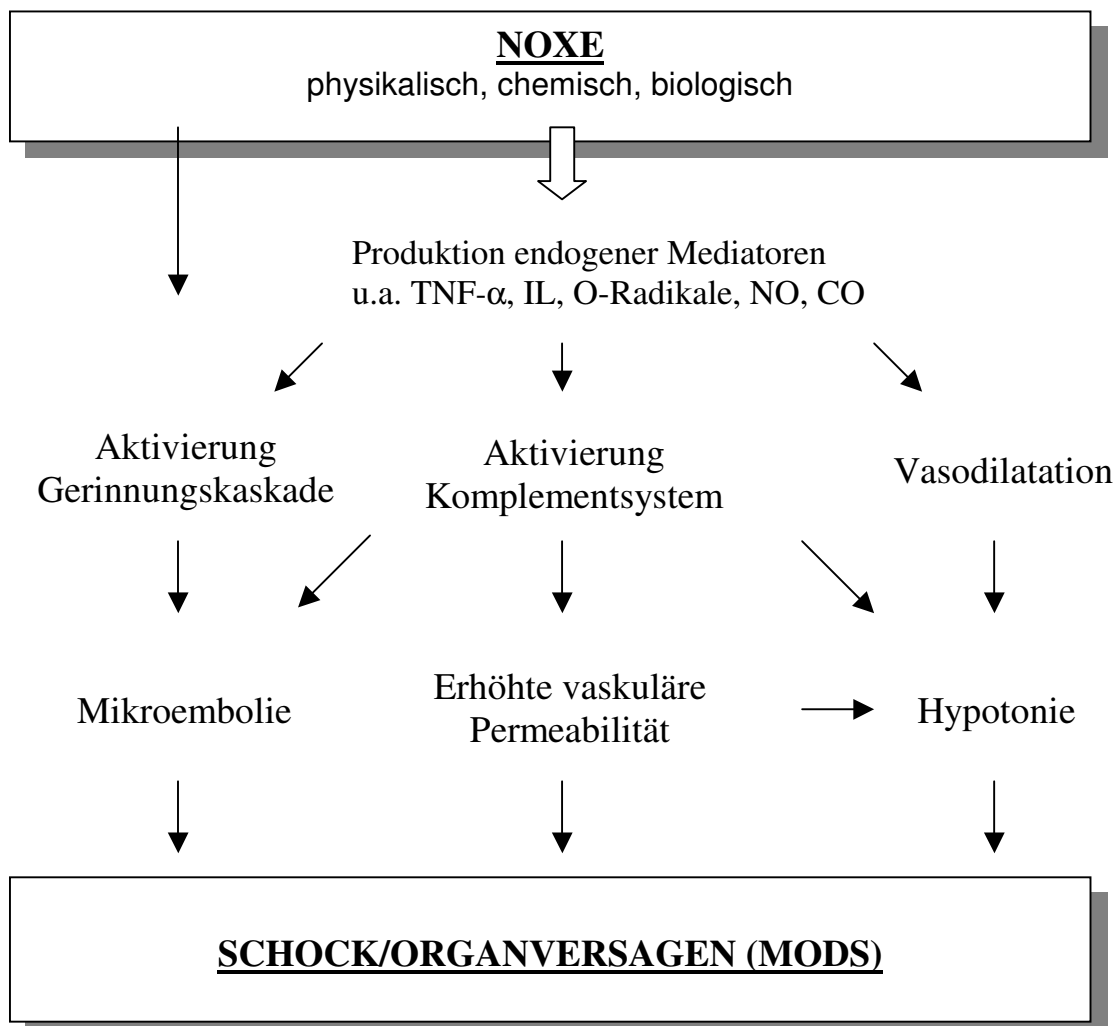 NOXE
physikalisch, chemisch, biologisch
Produktion endogener Mediatoren
u.a. TNF-α, IL, O-Radikale, NO, CO
Aktivierung
Gerinnungskaskade
Aktivierung
Komplementsystem
Vasodilatation
Mikroembolie
Erhöhte vaskuläre
Permeabilität
Hypotonie
SCHOCK/ORGANVERSAGEN (MODS)